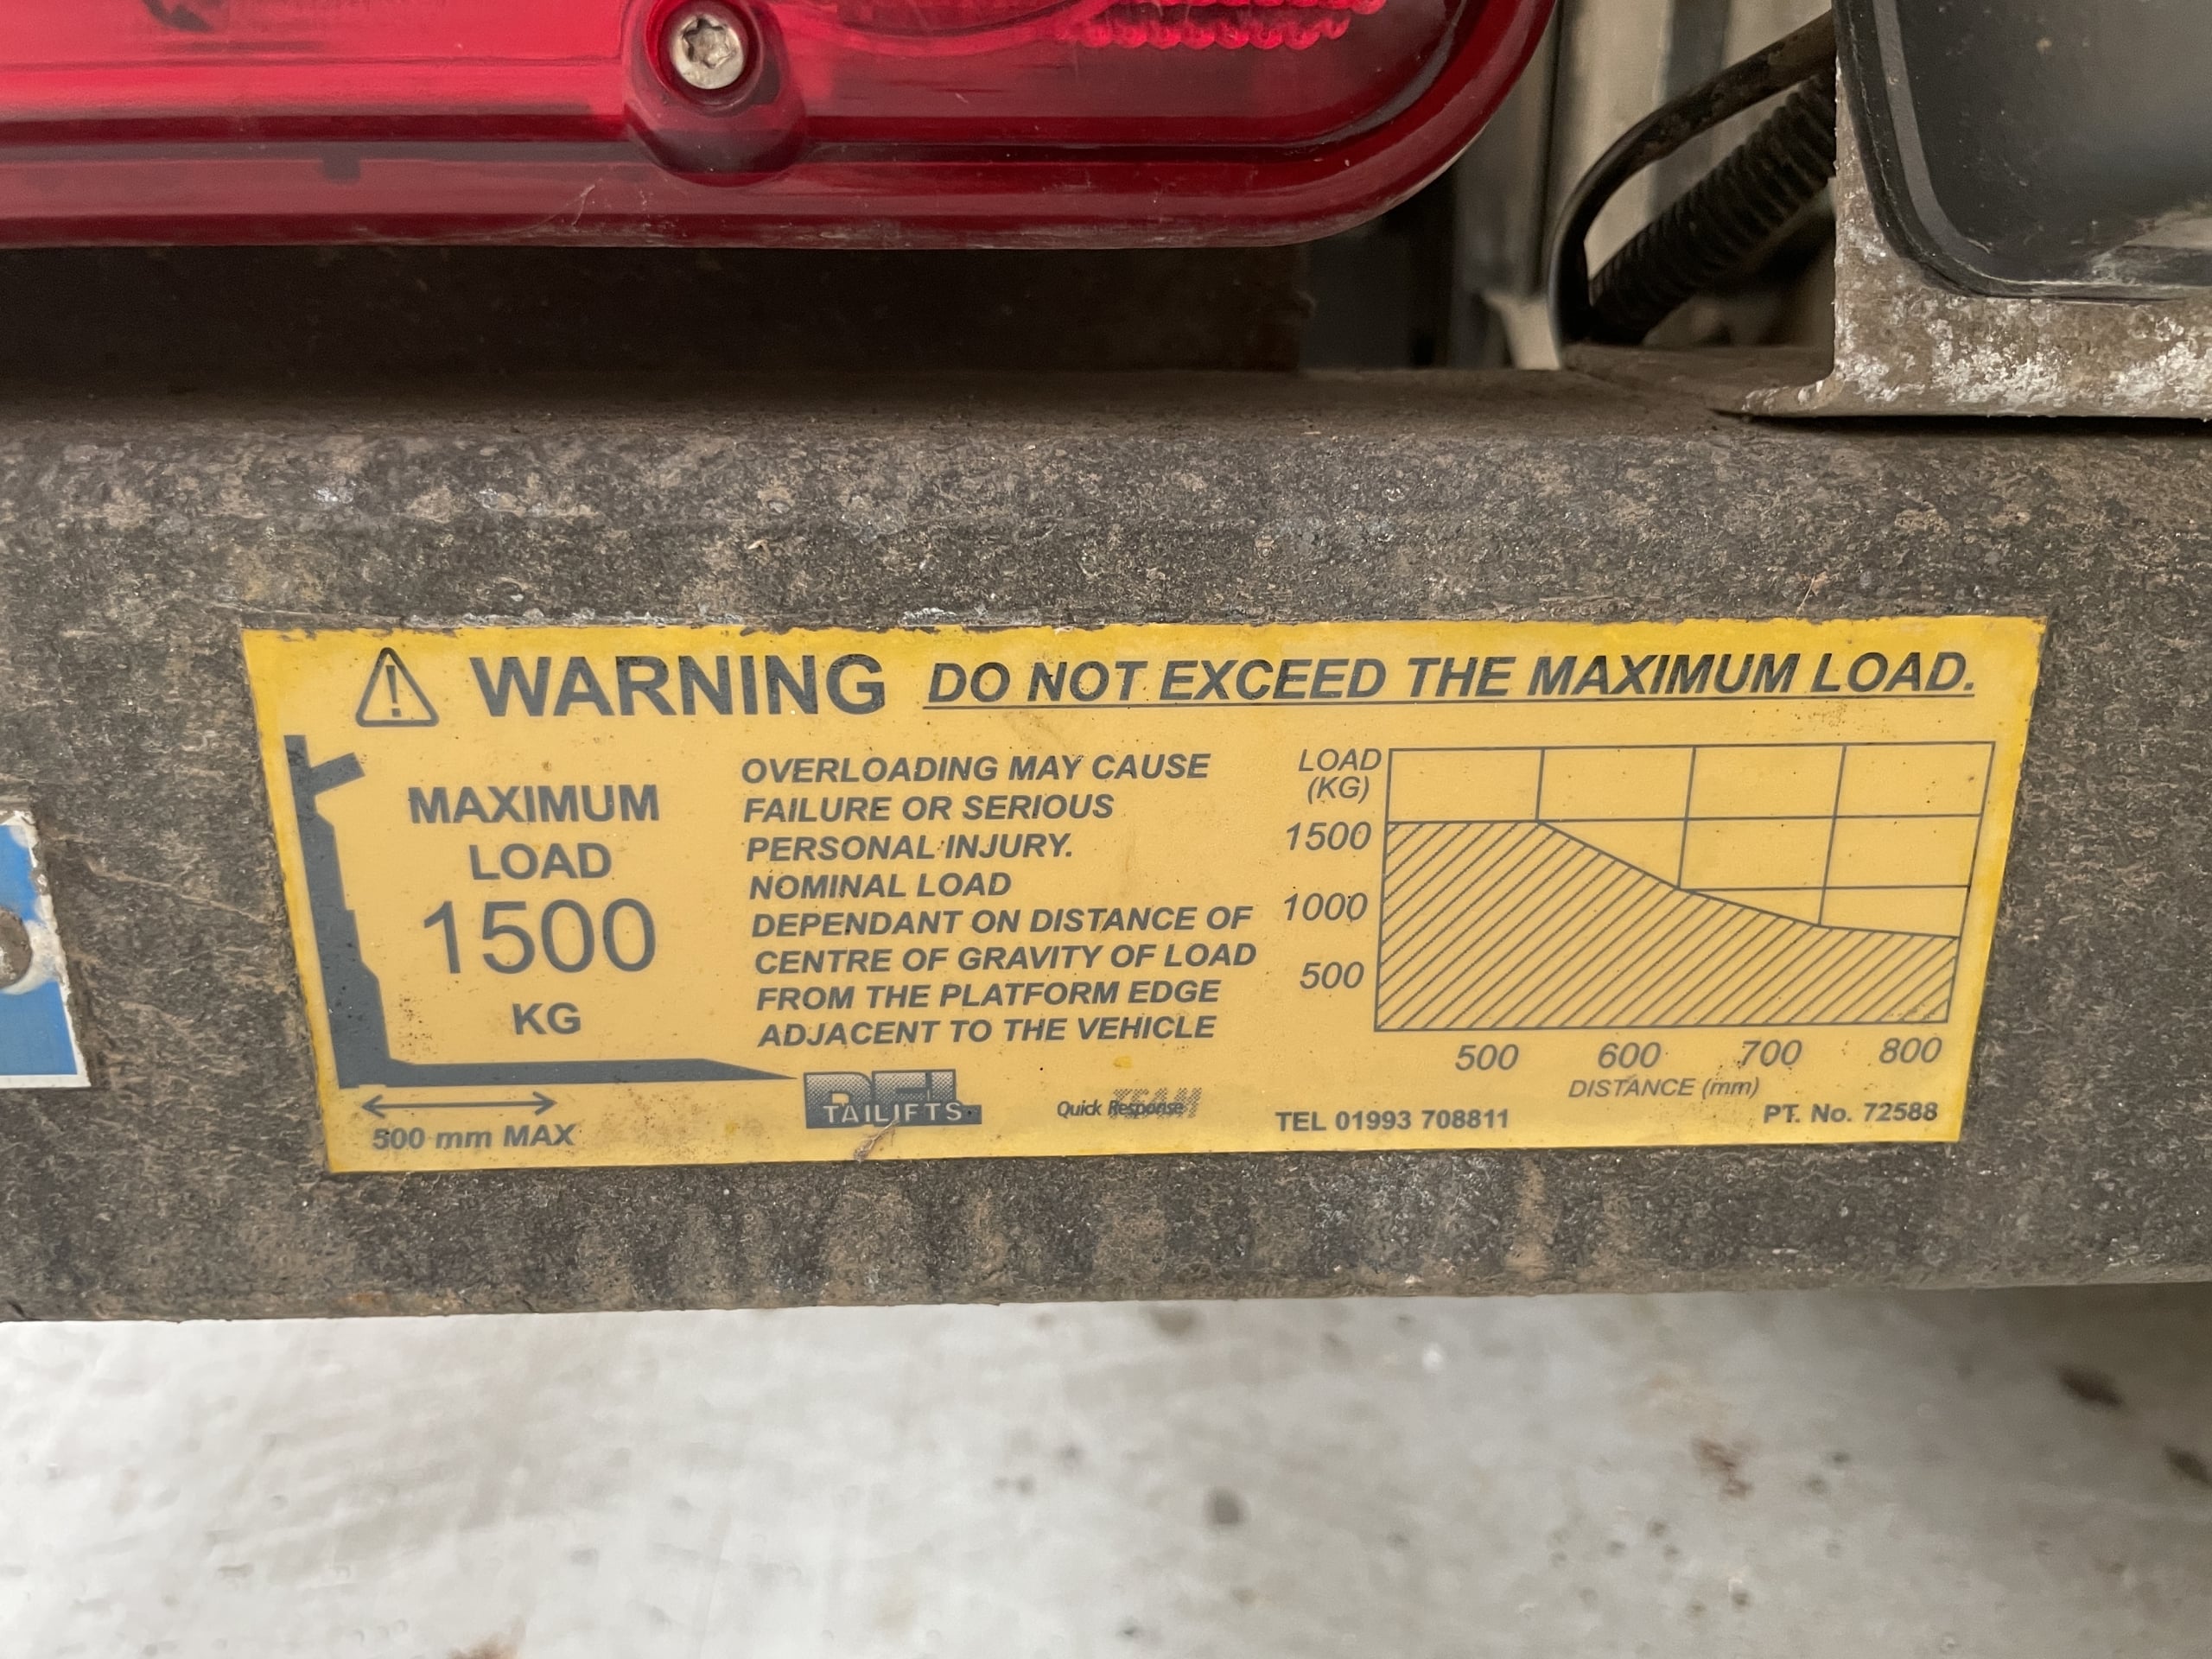 WARNING DO NOT EXCEED THE MAXIMUM LOAD.
MAXIMUM
LOAD
1500
KG
500 mm MAX
OVERLOADING MAY CAUSE
FAILURE OR SERIOUS
PERSONAL INJURY.
NOMINAL LOAD
DEPENDANT ON DISTANCE OF
CENTRE OF GRAVITY OF LOAD
FROM THE PLATFORM EDGE
ADJACENT TO THE VEHICLE
LOAD
(KG)
1500
1000
500
500 600 700 800
DISTANCE (mm)
TAILIFTS
Quick Response
TEAM
TEL 01993 708811
PT. No. 72588